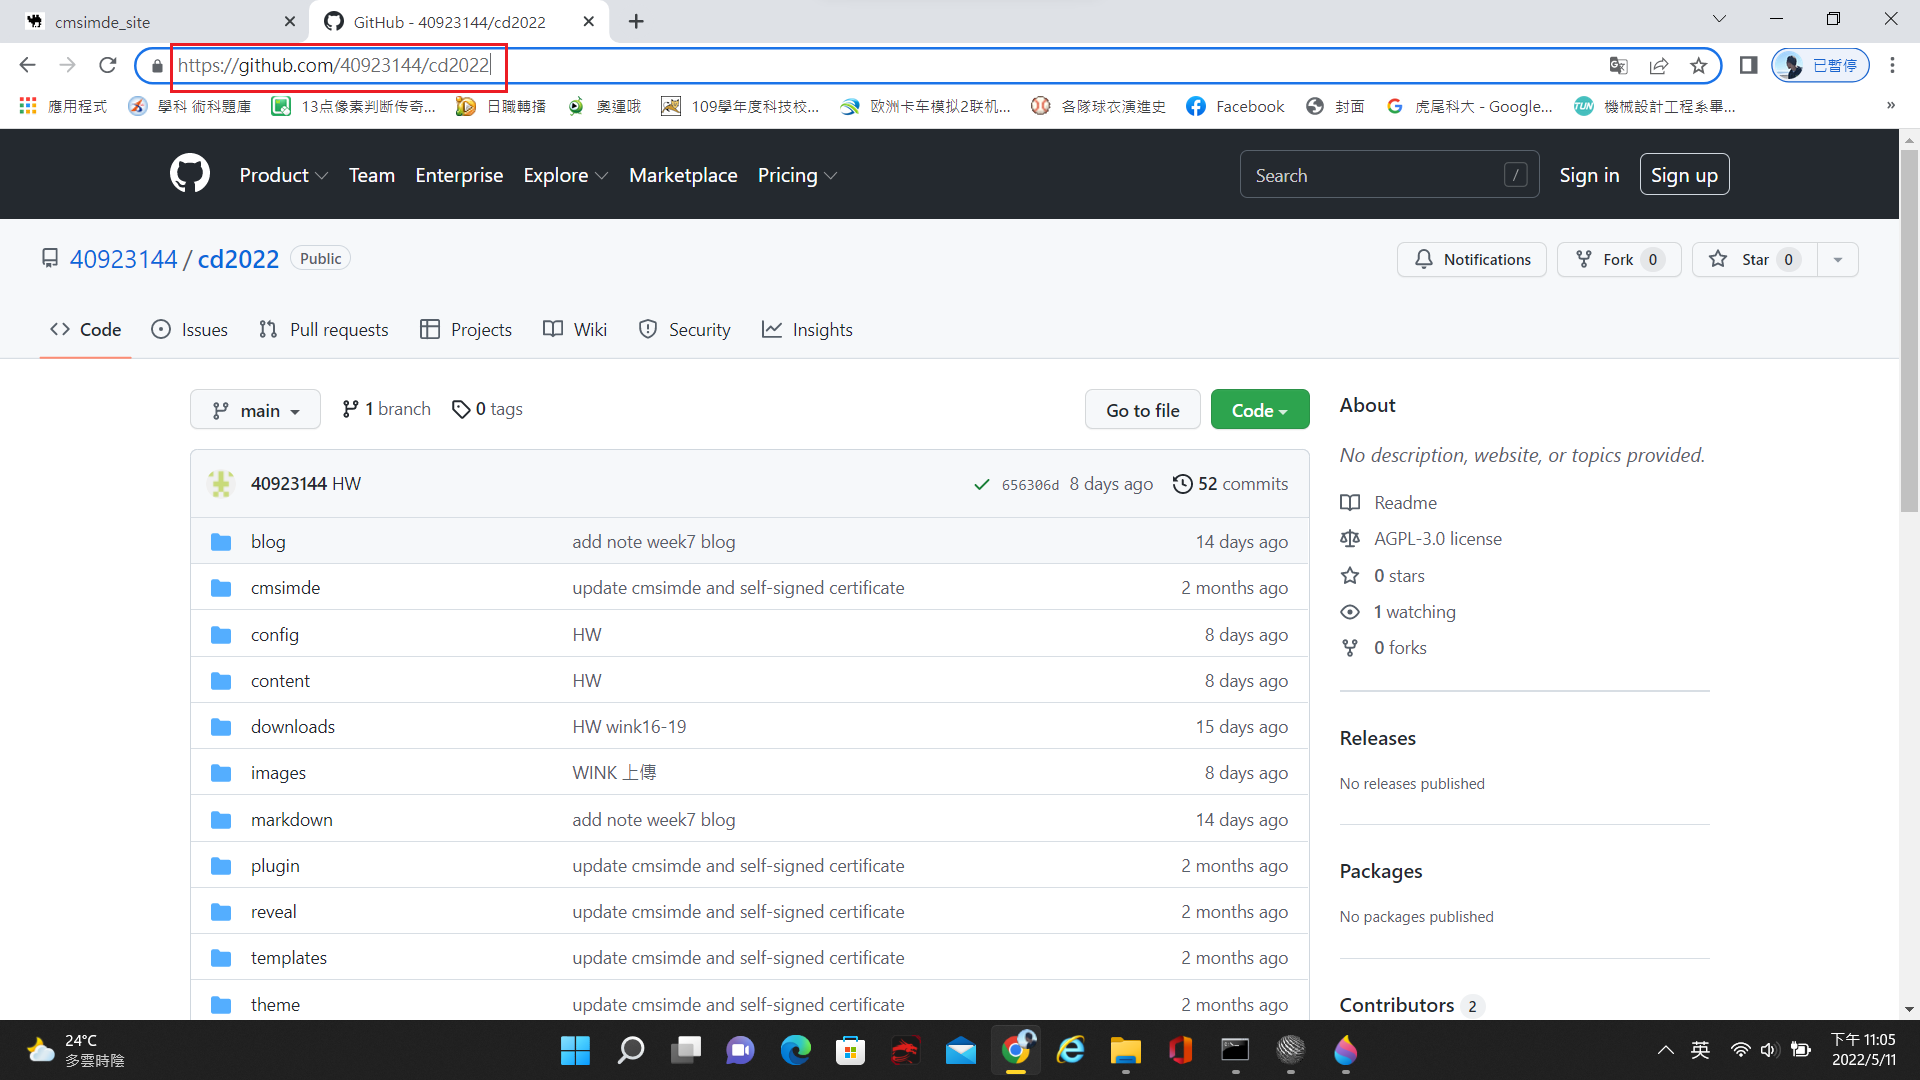 cmsimde_site
GitHub - 40923144/cd2022
https://github.com/40923144/cd2022
已暫停
應用程式
學科 術科題庫
13点像素判断传奇...
日職轉播
奧運哦
109學年度科技校...
欧洲卡车模拟2联机...
各隊球衣演進史
Facebook
封面
虎尾科大 - Google...
TUN
機械設計工程系畢...
»
Product
Team
Enterprise
Explore
Marketplace
Pricing
Search
/
Sign in
Sign up
40923144 / cd2022
Public
Notifications
Fork 0
Star 0
Code
Issues
Pull requests
Projects
Wiki
Security
Insights
main
1 branch
0 tags
Go to file
Code
40923144 HW
656306d 8 days ago
52 commits
blog add note week7 blog 14 days ago
cmsimde update cmsimde and self-signed certificate 2 months ago
config HW 8 days ago
content HW 8 days ago
downloads HW wink16-19 15 days ago
images WINK 上傳 8 days ago
markdown add note week7 blog 14 days ago
plugin update cmsimde and self-signed certificate 2 months ago
reveal update cmsimde and self-signed certificate 2 months ago
templates update cmsimde and self-signed certificate 2 months ago
theme update cmsimde and self-signed certificate 2 months ago
About
No description, website, or topics provided.
Readme
AGPL-3.0 license
0 stars
1 watching
0 forks
Releases
No releases published
Packages
No packages published
Contributors 2
24°C
多雲時陰
英
下午 11:05
2022/5/11